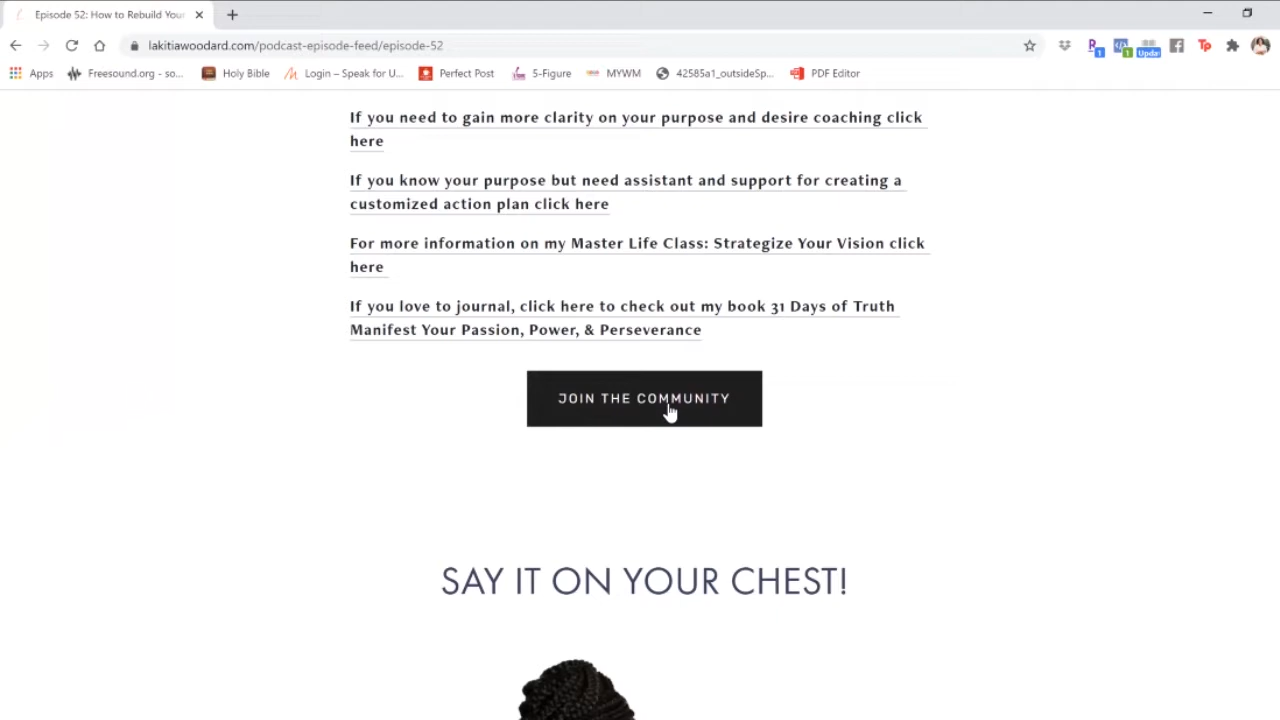 Episode 52: How to Rebuild Your
lakitiawoodard.com/podcast-episode-feed/episode-52
1
1
Upda
Tp
Apps
Freesound.org - so...
Holy Bible
Login – Speak for U...
Perfect Post
5-Figure
MYWM
42585a1_outsideSp...
PDF Editor
If you need to gain more clarity on your purpose and desire coaching click
here
If you know your purpose but need assistant and support for creating a
customized action plan click here
For more information on my Master Life Class: Strategize Your Vision click
here
If you love to journal, click here to check out my book 31 Days of Truth
Manifest Your Passion, Power, & Perseverance
JOIN THE COMMUNITY
SAY IT ON YOUR CHEST!